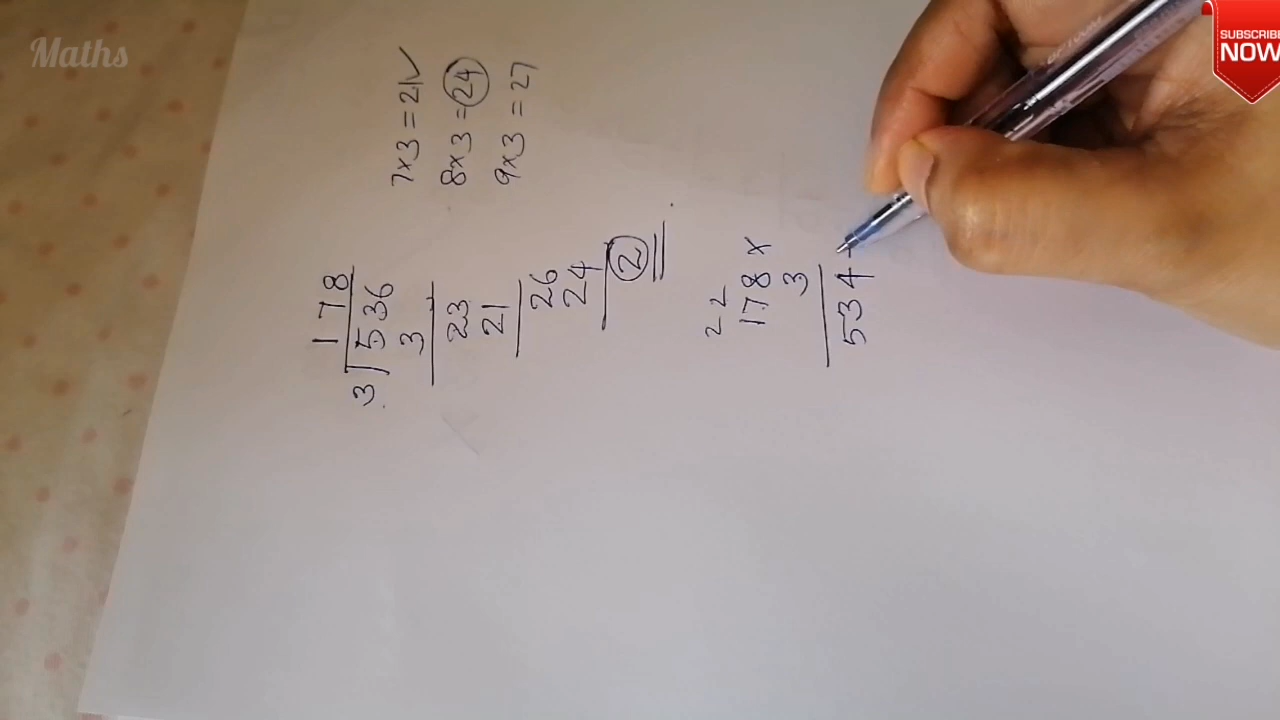 Maths
SUBSCRIBE
NOW
178
3 536
3
23
21
26
24
2
7×3 = 21✓
8×3 = 24
9×3 = 27
2 2
178 ×
3
534 +